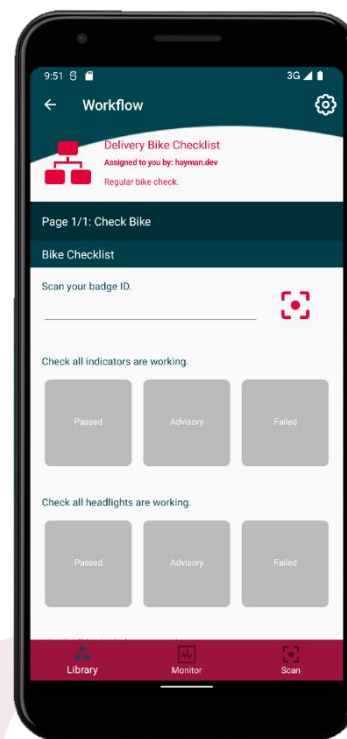 9:51 3G
Workflow
Delivery Bike Checklist
Assigned to you by: hayman.dev
Regular bike check.
Page 1/1: Check Bike
Bike Checklist
Scan your badge ID.
Check all indicators are working.
Passed Advisory Failed
Check all headlights are working.
Passed Advisory Failed
Library Monitor Scan